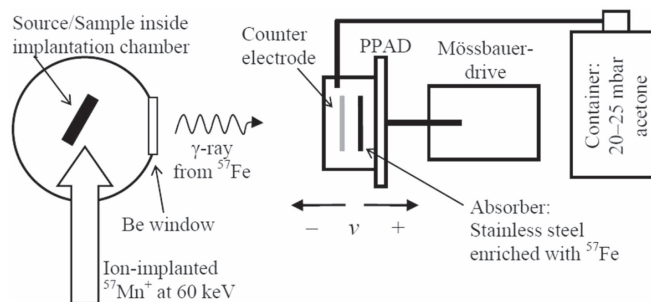 Source/Sample inside
implantation chamber
Counter
electrode
PPAD
Mössbauer-
drive
Container:
20–25 mbar
acetone
γ-ray
from ⁵⁷Fe
Be window
– v +
Absorber:
Stainless steel
enriched with ⁵⁷Fe
Ion-implanted
⁵⁷Mn⁺ at 60 keV